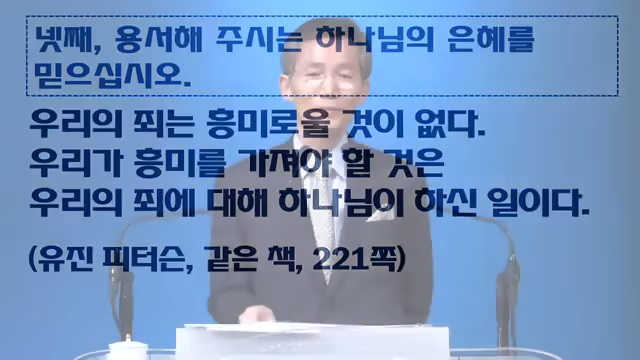 넷째, 용서해 주시는 하나님의 은혜를
믿으십시오.
우리의 죄는 흥미로울 것이 없다.
우리가 흥미를 가져야 할 것은
우리의 죄에 대해 하나님이 하신 일이다.
(유진 피터슨, 같은 책, 221쪽)